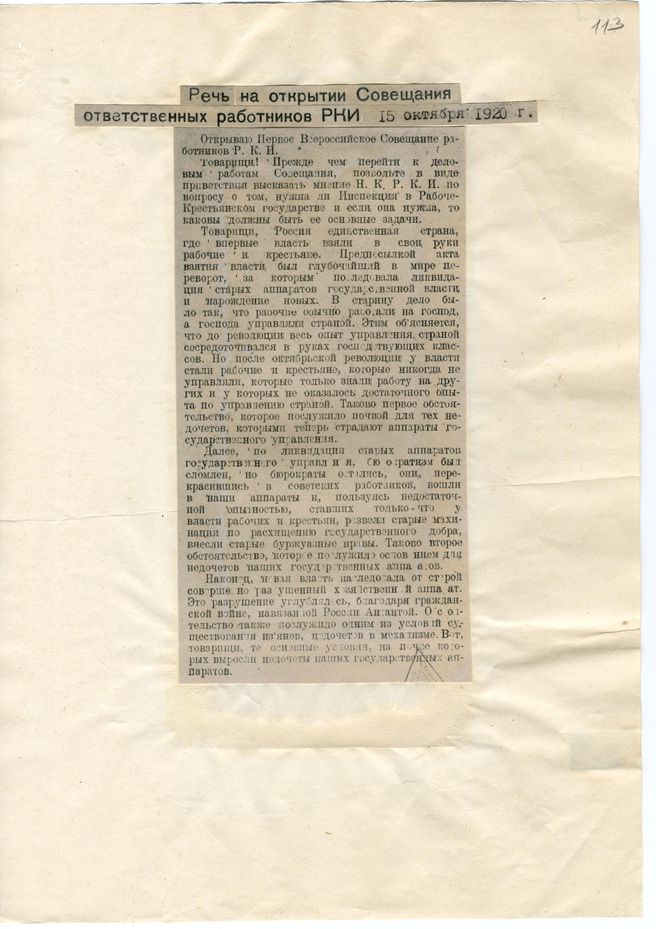 113
Речь на открытии Совещания
ответственных работников РКИ 15 октября 1920 г.
Открываю Первое Всероссийское Совещание ра-
ботников Р. К. И.
Товарищи! Прежде чем перейти к дело-
вым работам Совещания, позвольте в виде
приветствия высказать мнение Н. К. Р. К. И. по
вопросу о том, нужна ли Инспекция в Рабоче-
Крестьянском государстве и если она нужна, то
каковы должны быть ее основные задачи.
Товарищи, Россия единственная страна,
где впервые власть взяли в свои руки
рабочие и крестьяне. Предпосылкой акта
взятия власти был глубочайший в мире пе-
реворот, за которым последовала ликвида-
ция старых аппаратов государственной власти
и нарождение новых. В старину дело бы-
ло так, что рабочие обычно работали на господ,
а господа управляли страной. Этим об'ясняется,
что до революции весь опыт управления страной
сосредоточивался в руках господствующих клас-
сов. Но после октябрьской революции у власти
стали рабочие и крестьяне, которые никогда не
управляли, которые только знали работу на дру-
гих и у которых не оказалось достаточного опы-
та по управлению страной. Таково первое обстоя-
тельство, которое послужило почвой для тех не-
дочетов, которыми теперь страдают аппараты го-
сударственного управления.
Далее, по ликвидации старых аппаратов
государственного управления, бюрократизм был
сломлен, но бюрократы остались, они, пере-
красившись в советских работников, вошли
в наши аппараты и, пользуясь недостаточ-
ной опытностью, ставших только-что у
власти рабочих и крестьян, развели старые махи-
нации по расхищению государственного добра,
внесли старые буржуазные нравы. Таково второе
обстоятельство, которое послужило основанием для
недочетов наших государственных аппаратов.
Наконец, новая власть наследовала от старой
совершенно разрушенный хозяйственный аппарат.
Это разрушение углублялось, благодаря граждан-
ской войне, навязанной России Антантой. Обстоя-
тельство также послужило одним из условий су-
ществования из'янов, недочетов в механизме. Вот,
товарищи, те основные условия, на почве кото-
рых выросли недочеты наших государственных ап-
паратов.